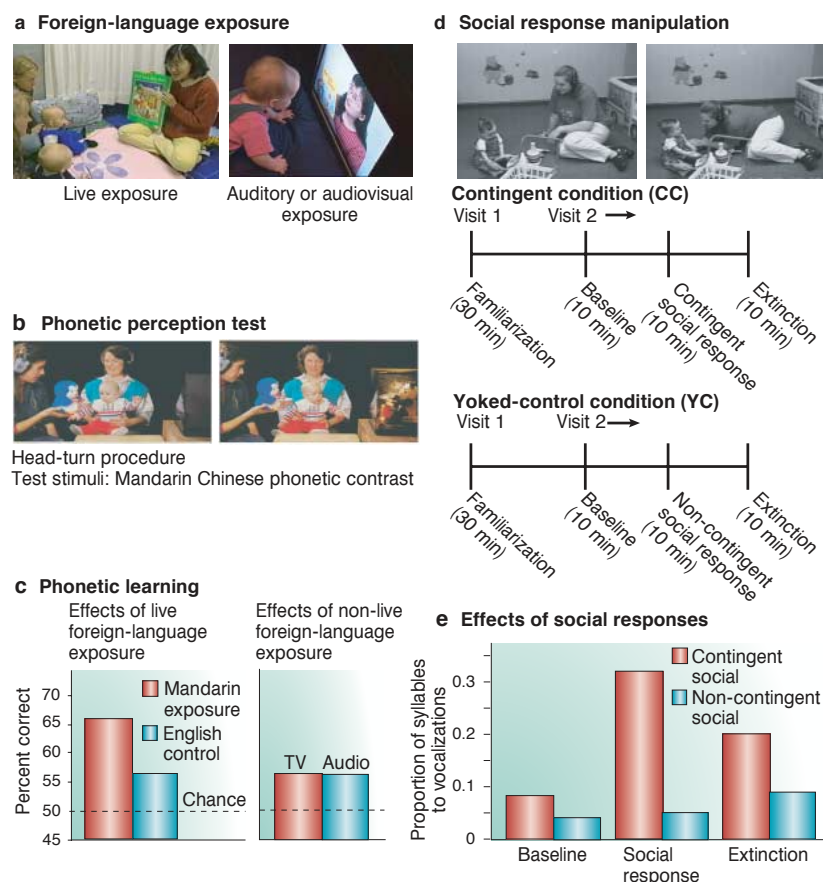 a Foreign-language exposure
Live exposure
Auditory or audiovisual
exposure
b Phonetic perception test
Head-turn procedure
Test stimuli: Mandarin Chinese phonetic contrast
c Phonetic learning
Effects of live
foreign-language
exposure
Effects of non-live
foreign-language
exposure
Percent correct
70
65
60
55
50
45
Mandarin
exposure
English
control
Chance
TV
Audio
d Social response manipulation
Contingent condition (CC)
Visit 1
Visit 2
Familiarization
(30 min)
Baseline
(10 min)
Contingent
social response
(10 min)
Extinction
(10 min)
Yoked-control condition (YC)
Visit 1
Visit 2
Familiarization
(30 min)
Baseline
(10 min)
Non-contingent
social response
(10 min)
Extinction
(10 min)
e Effects of social responses
Proportion of syllables
to vocalizations
0.3
0.2
0.1
0
Contingent
social
Non-contingent
social
Baseline
Social
response
Extinction